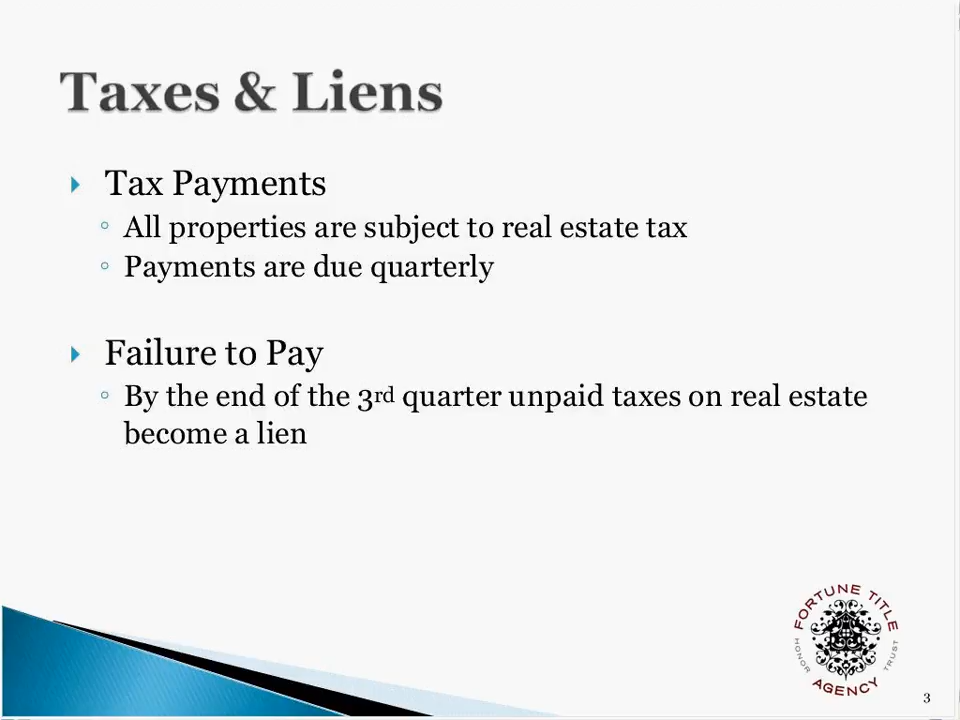 Taxes & Liens
Tax Payments
All properties are subject to real estate tax
Payments are due quarterly
Failure to Pay
By the end of the 3rd quarter unpaid taxes on real estate
become a lien
FORTUNE TITLE
HONOR
TRUST
AGENCY
3